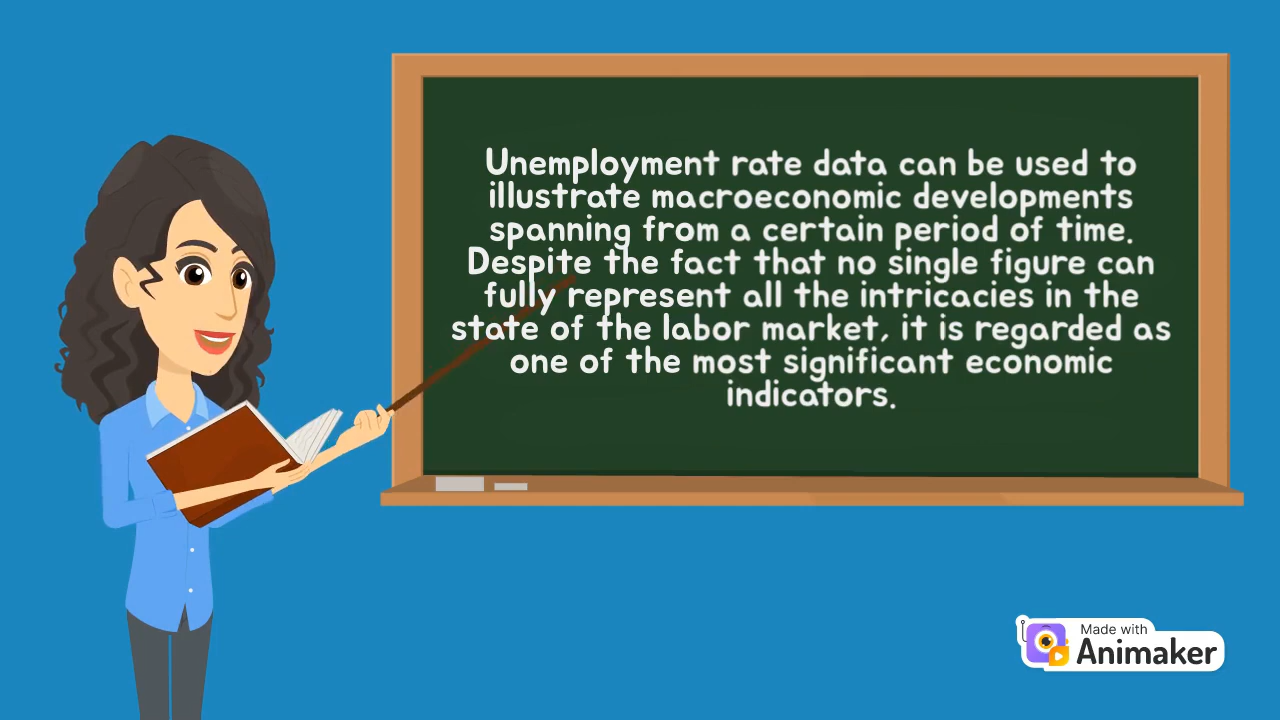 Unemployment rate data can be used to
illustrate macroeconomic developments
spanning from a certain period of time.
Despite the fact that no single figure can
fully represent all the intricacies in the
state of the labor market, it is regarded as
one of the most significant economic
indicators.
Made with
Animaker